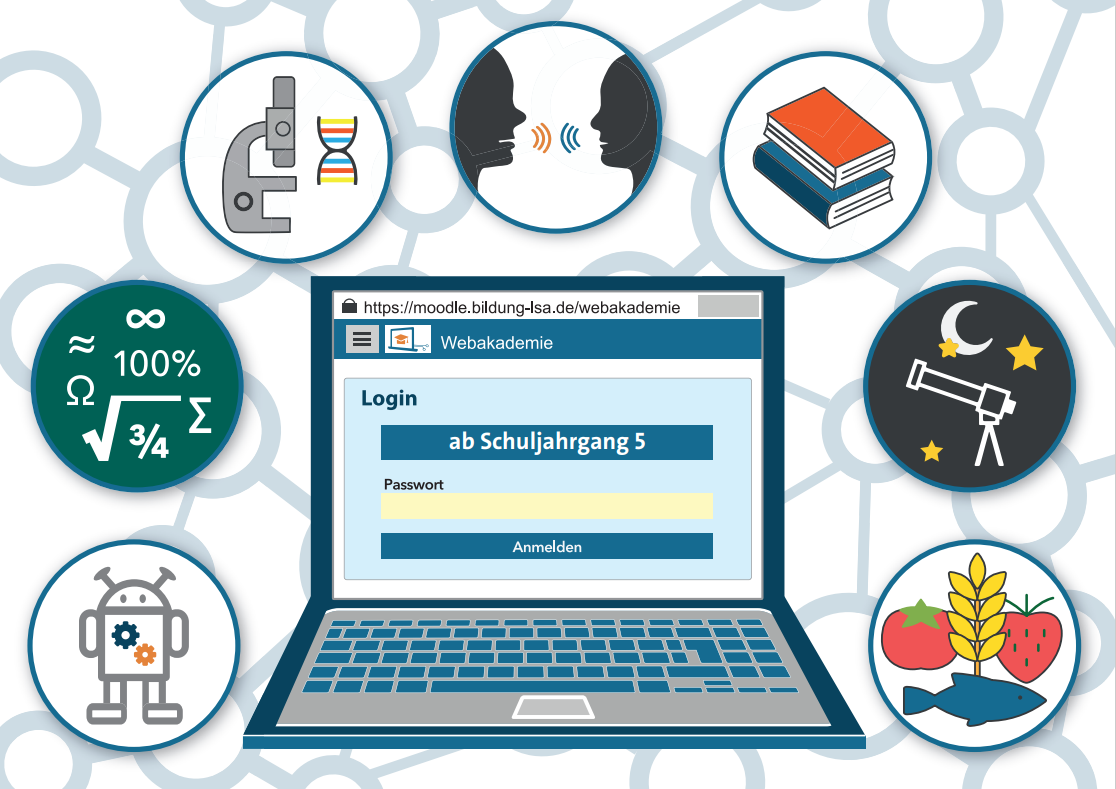 https://moodle.bildung-lsa.de/webakademie
Webakademie
Login
ab Schuljahrgang 5
Passwort
Anmelden
∞
≈
100%
Ω
√¾
Σ